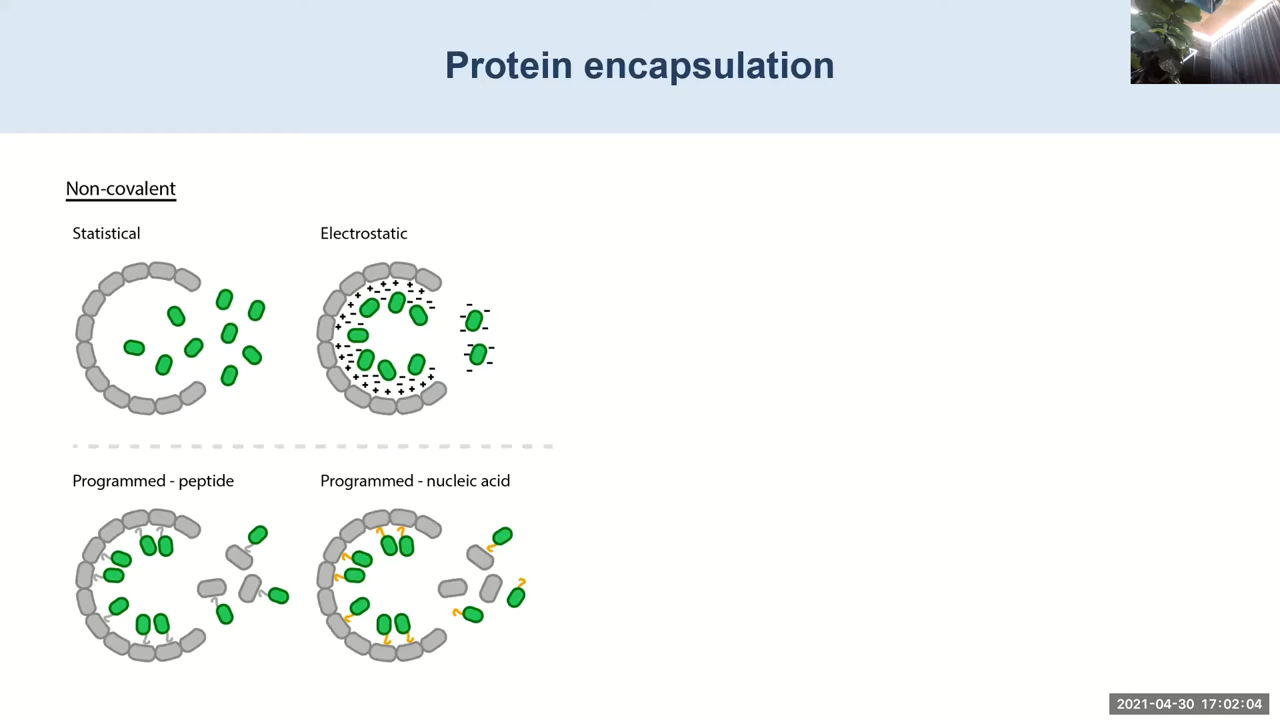 Protein encapsulation
Non-covalent
Statistical
Electrostatic
Programmed - peptide
Programmed - nucleic acid
2021-04-30 17:02:04